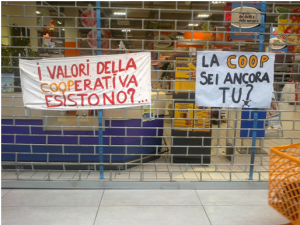 I VALORI DELLA
COOPERATIVA
ESISTONO?...
LA COOP
SEI ANCORA
TU?